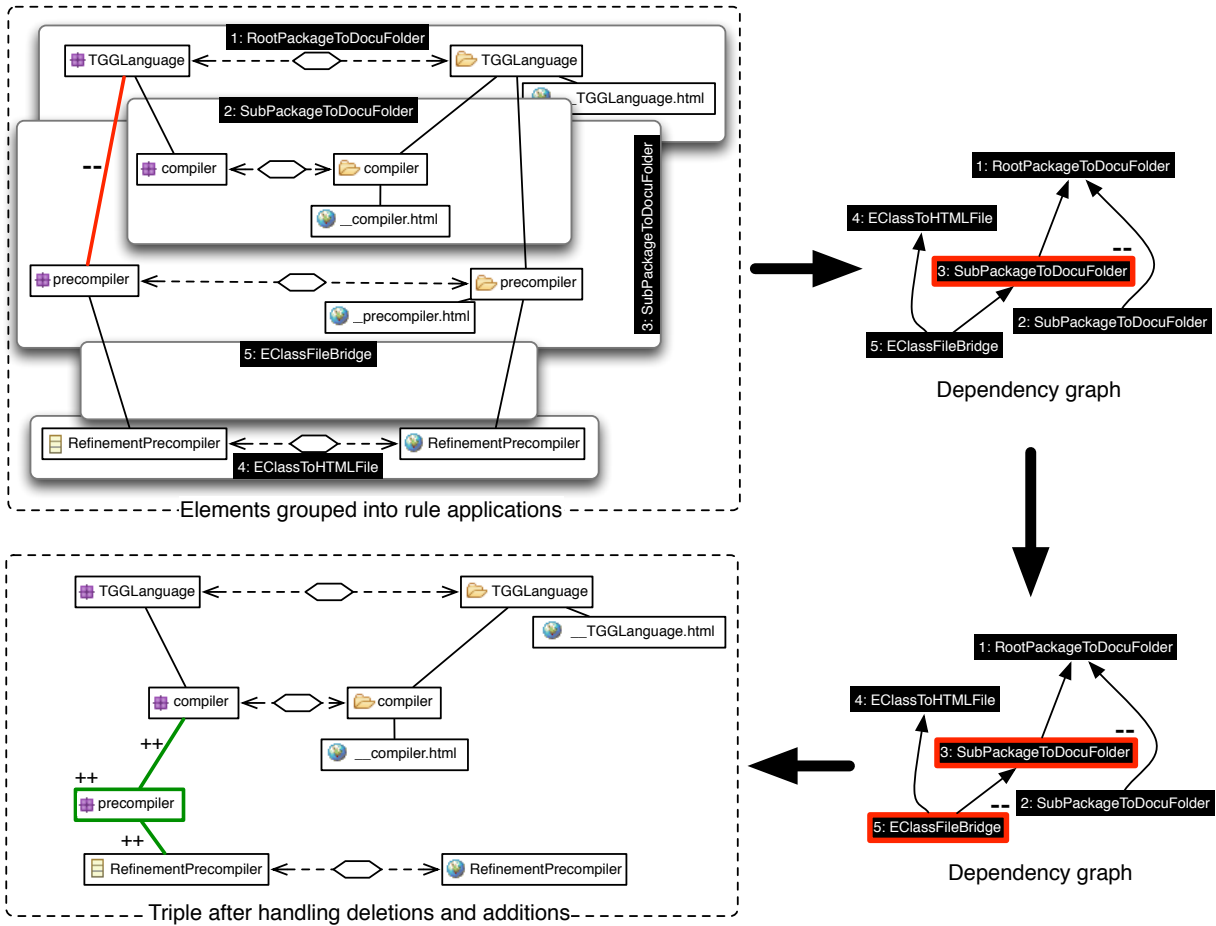 1: RootPackageToDocuFolder
TGGLanguage
TGGLanguage
_TGGLanguage.html
2: SubPackageToDocuFolder
--
compiler
compiler
__compiler.html
3: SubPackageToDocuFolder
precompiler
precompiler
_precompiler.html
5: EClassFileBridge
RefinementPrecompiler
RefinementPrecompiler
4: EClassToHTMLFile
Elements grouped into rule applications
1: RootPackageToDocuFolder
4: EClassToHTMLFile
--
3: SubPackageToDocuFolder
2: SubPackageToDocuFolder
5: EClassFileBridge
Dependency graph
TGGLanguage
TGGLanguage
__TGGLanguage.html
compiler
compiler
++
__compiler.html
++
precompiler
++
RefinementPrecompiler
RefinementPrecompiler
Triple after handling deletions and additions
1: RootPackageToDocuFolder
4: EClassToHTMLFile
--
3: SubPackageToDocuFolder
--
2: SubPackageToDocuFolder
5: EClassFileBridge
Dependency graph